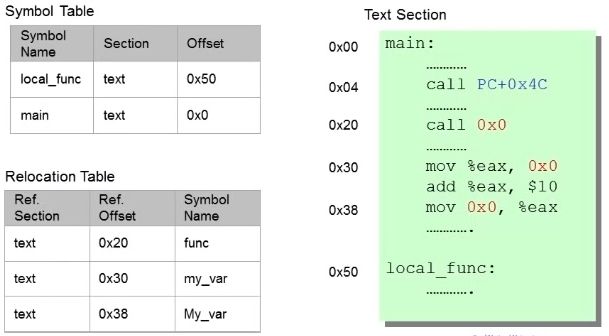 Symbol Table
Symbol Name Section Offset
local_func text 0x50
main text 0x0
Relocation Table
Ref. Section Ref. Offset Symbol Name
text 0x20 func
text 0x30 my_var
text 0x38 My_var
Text Section
0x00 main:
............
0x04 call PC+0x4C
............
0x20 call 0x0
............
0x30 mov %eax, 0x0
add %eax, $10
0x38 mov 0x0, %eax
..............
0x50 local_func:
..............